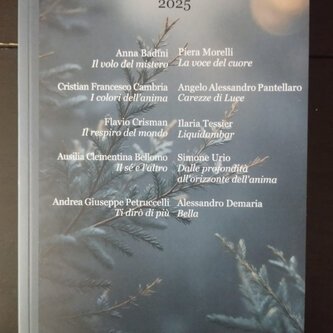 2025
Anna Badini
Il volo del mistero
Piera Morelli
La voce del cuore
Cristian Francesco Cambria
I colori dell'anima
Angelo Alessandro Pantellaro
Carezze di Luce
Flavio Crisman
Il respiro del mondo
Ilaria Tessier
Liquidambar
Ausilia Clementina Bellomo
Il sé e l'altro
Simone Urio
Dalle profondità
all'orizzonte dell'anima
Andrea Giuseppe Petruccelli
Ti dirò di più
Alessandro Demaria
Bella